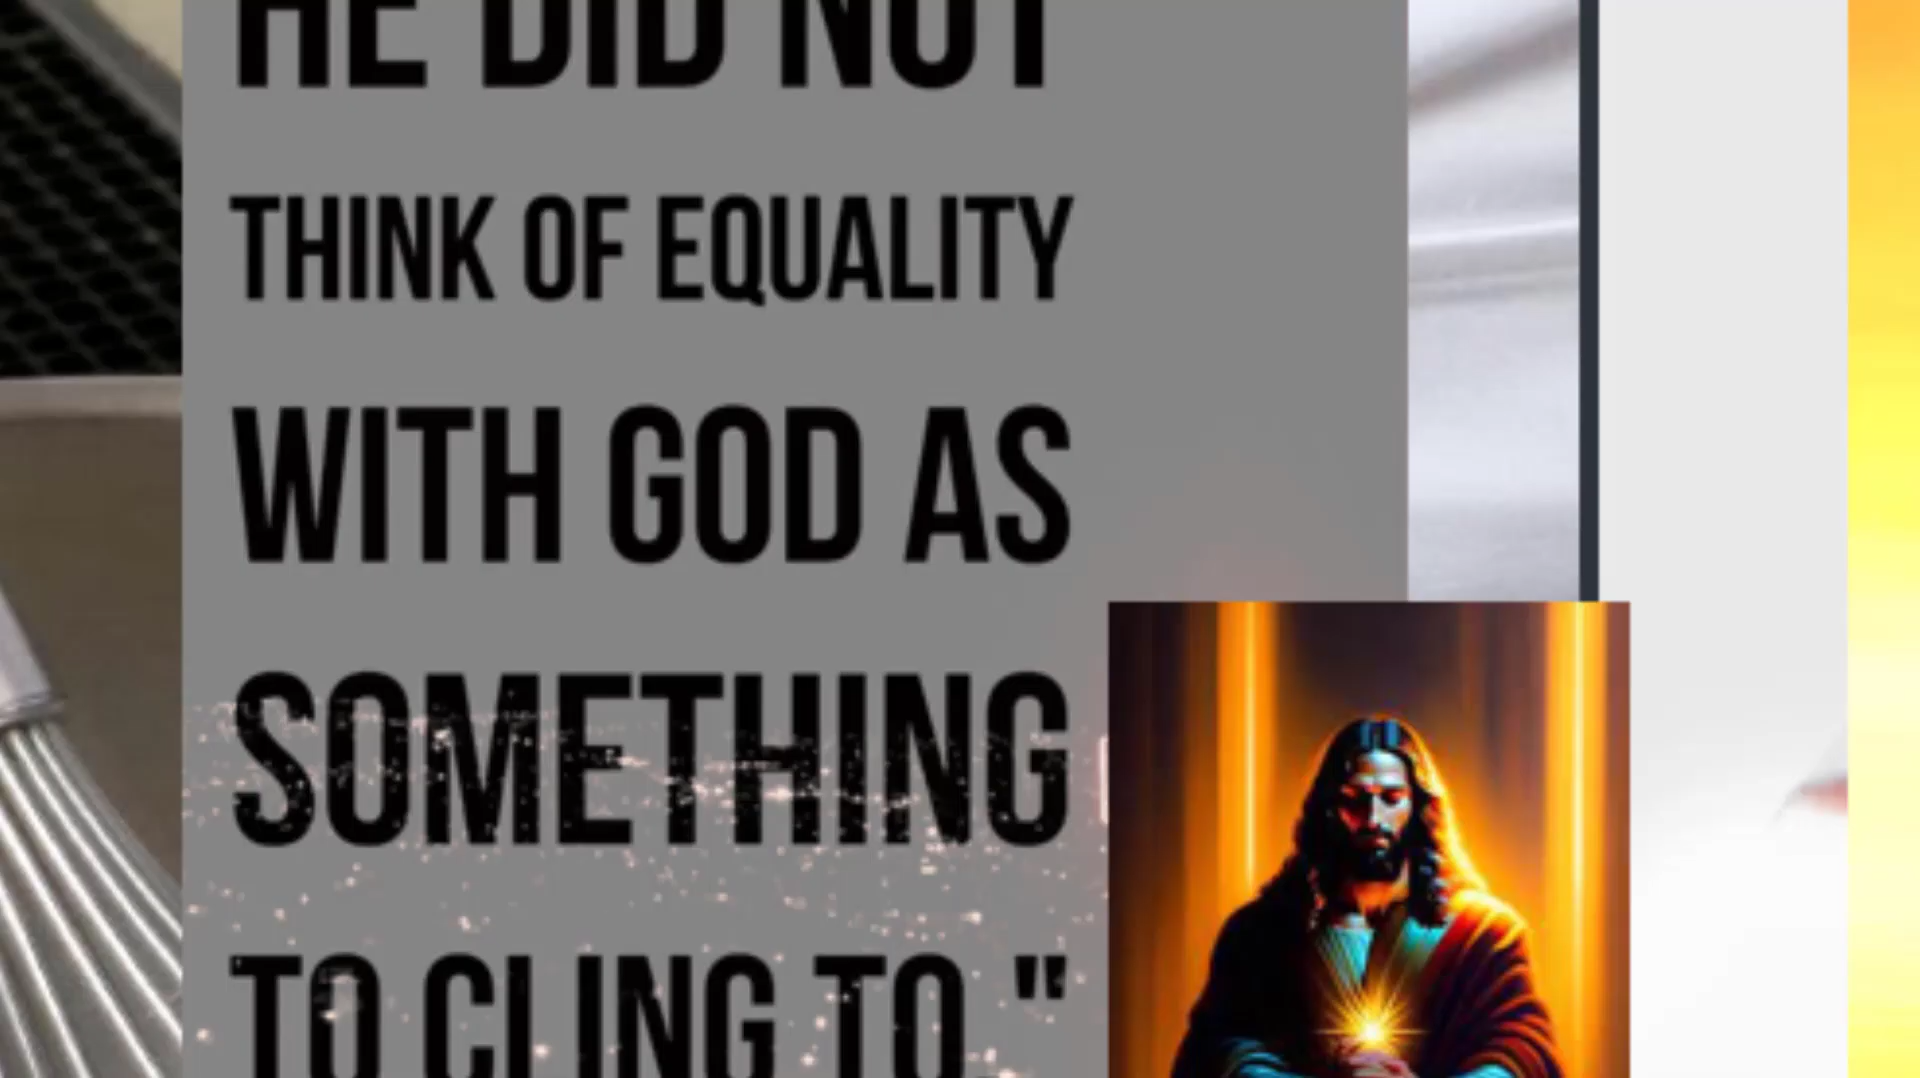 HE DID NOT
THINK OF EQUALITY
WITH GOD AS
SOMETHING
TO CLING TO."